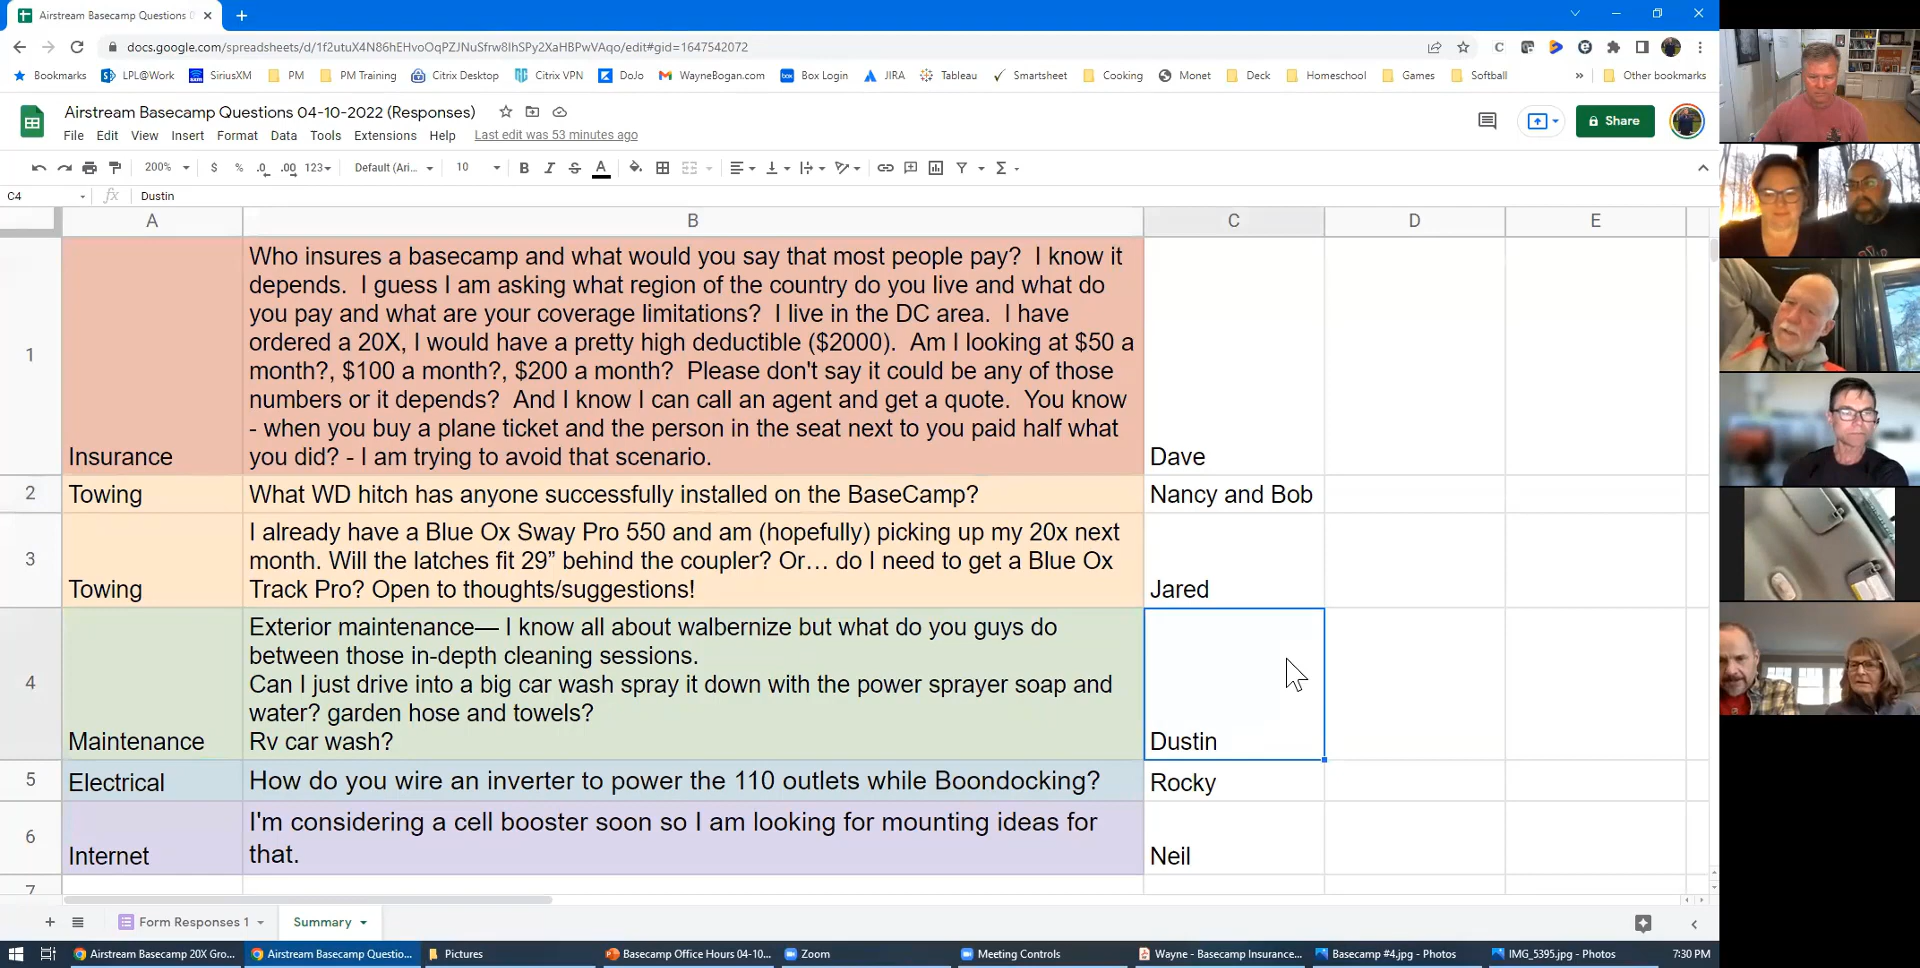 Airstream Basecamp Questions
docs.google.com/spreadsheets/d/1f2utuX4N86hEHvoOqPZJNuSfrw8IhSPy2XaHBPwVAqo/edit#gid=1647542072
Bookmarks LPL@Work SiriusXM PM PM Training Citrix Desktop Citrix VPN DoJo WayneBogan.com Box Login JIRA Tableau Smartsheet Cooking Monet Deck Homeschool Games Softball » Other bookmarks
Airstream Basecamp Questions 04-10-2022 (Responses)
Share
File Edit View Insert Format Data Tools Extensions Help Last edit was 53 minutes ago
200% $ % .0 .00 123 Default (Ari... 10 B I S A
C4 fx Dustin
A B C D E
1
Insurance
Who insures a basecamp and what would you say that most people pay? I know it
depends. I guess I am asking what region of the country do you live and what do
you pay and what are your coverage limitations? I live in the DC area. I have
ordered a 20X, I would have a pretty high deductible ($2000). Am I looking at $50 a
month?, $100 a month?, $200 a month? Please don't say it could be any of those
numbers or it depends? And I know I can call an agent and get a quote. You know
- when you buy a plane ticket and the person in the seat next to you paid half what
you did? - I am trying to avoid that scenario.
Dave
2 Towing What WD hitch has anyone successfully installed on the BaseCamp? Nancy and Bob
3
Towing
I already have a Blue Ox Sway Pro 550 and am (hopefully) picking up my 20x next
month. Will the latches fit 29” behind the coupler? Or… do I need to get a Blue Ox
Track Pro? Open to thoughts/suggestions!
Jared
4
Maintenance
Exterior maintenance— I know all about walbernize but what do you guys do
between those in-depth cleaning sessions.
Can I just drive into a big car wash spray it down with the power sprayer soap and
water? garden hose and towels?
Rv car wash?
Dustin
5 Electrical How do you wire an inverter to power the 110 outlets while Boondocking? Rocky
6
Internet
I'm considering a cell booster soon so I am looking for mounting ideas for
that.
Neil
7
Form Responses 1 Summary
Airstream Basecamp 20X Gro... Airstream Basecamp Questio... Pictures Basecamp Office Hours 04-10... Zoom Meeting Controls Wayne - Basecamp Insurance... Basecamp #4.jpg - Photos IMG_5395.jpg - Photos 7:30 PM